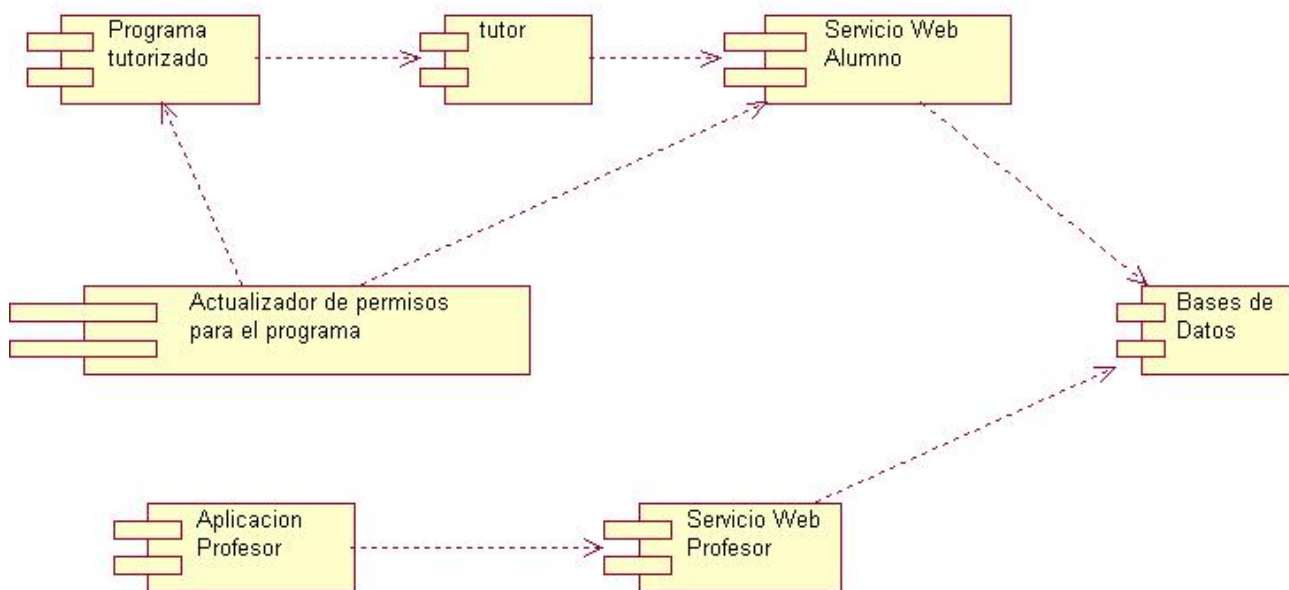 Programa
tutorizado
tutor
Servicio Web
Alumno
Actualizador de permisos
para el programa
Bases de
Datos
Aplicacion
Profesor
Servicio Web
Profesor